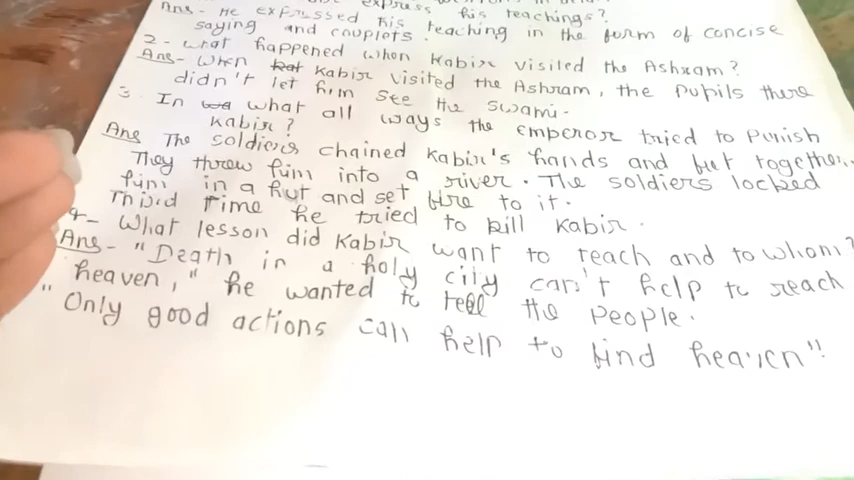 express his teachings?
Ans- He expressed his teaching in the form of concise
saying and couplets.
2- what happened when Kabir visited the Ashram?
Ans- when Kabir visited the Ashram, the pupils there
didn't let him see the swami.
3. In what all ways the emperor tried to punish
Kabir?
Ans The soldiers chained Kabir's hands and feet together.
They threw him into a river. The soldiers locked
him in a hut and set fire to it.
Third time he tried to kill Kabir.
4- What lesson did Kabir want to teach and to whom?
Ans- "Death in a holy city can't help to reach
heaven," he wanted to tell the people.
"Only good actions can help to find heaven"